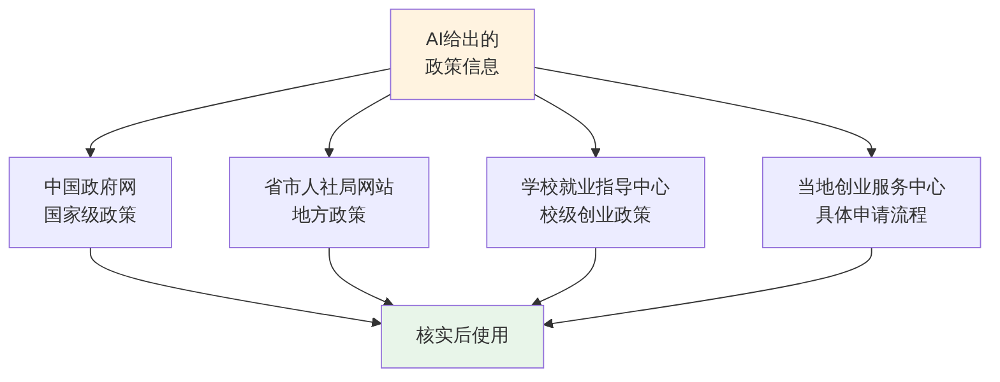 AI给出的
政策信息
中国政府网
国家级政策
省市人社局网站
地方政策
学校就业指导中心
校级创业政策
当地创业服务中心
具体申请流程
核实后使用